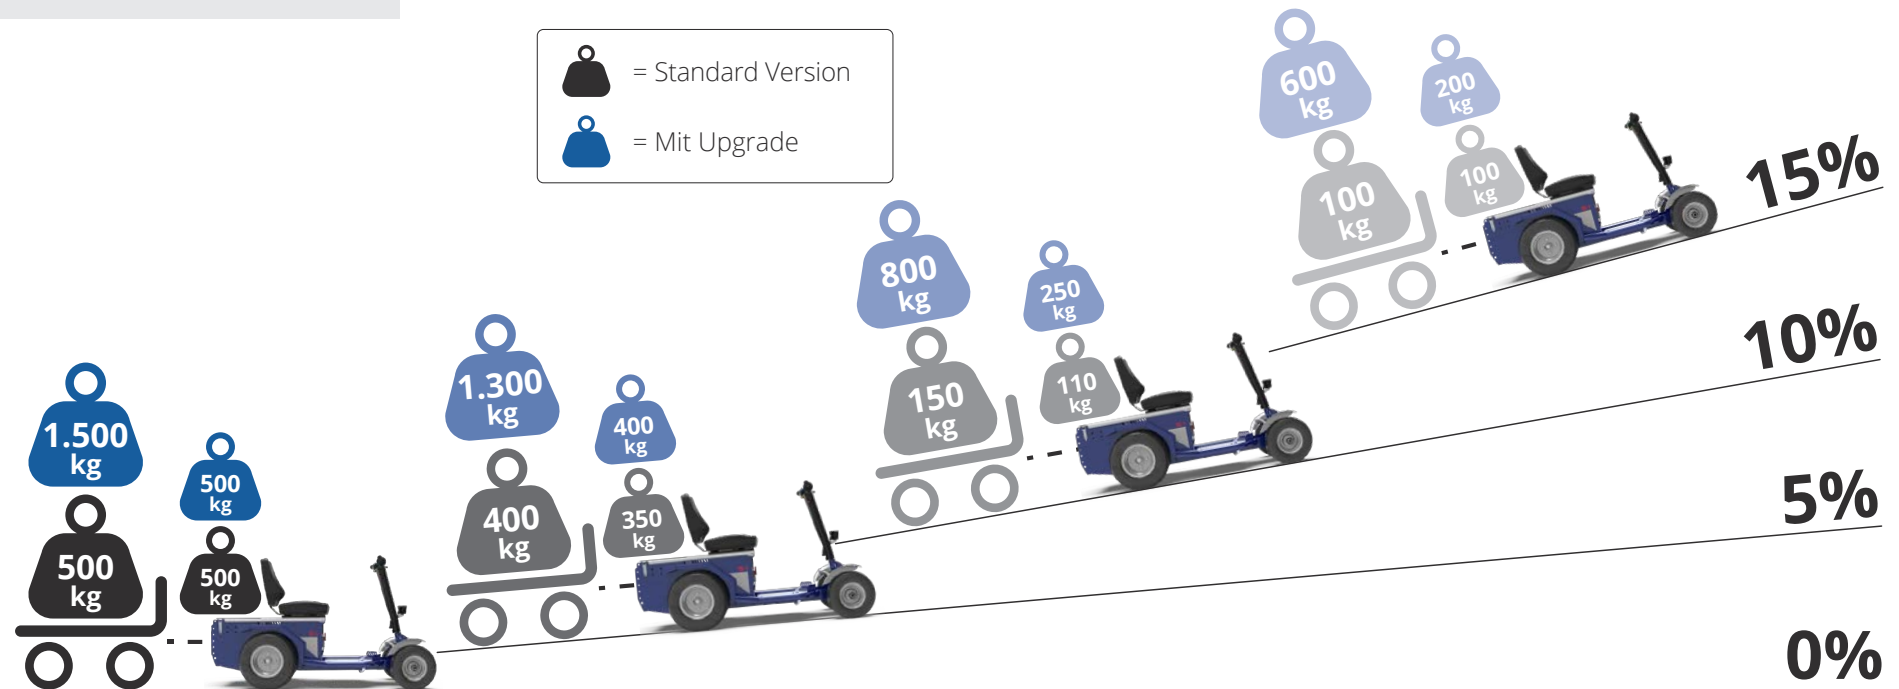 = Standard Version
= Mit Upgrade
1.500
kg
500
kg
500
kg
500
kg
0%
1.300
kg
400
kg
400
kg
350
kg
5%
800
kg
250
kg
150
kg
110
kg
10%
600
kg
200
kg
100
kg
100
kg
15%